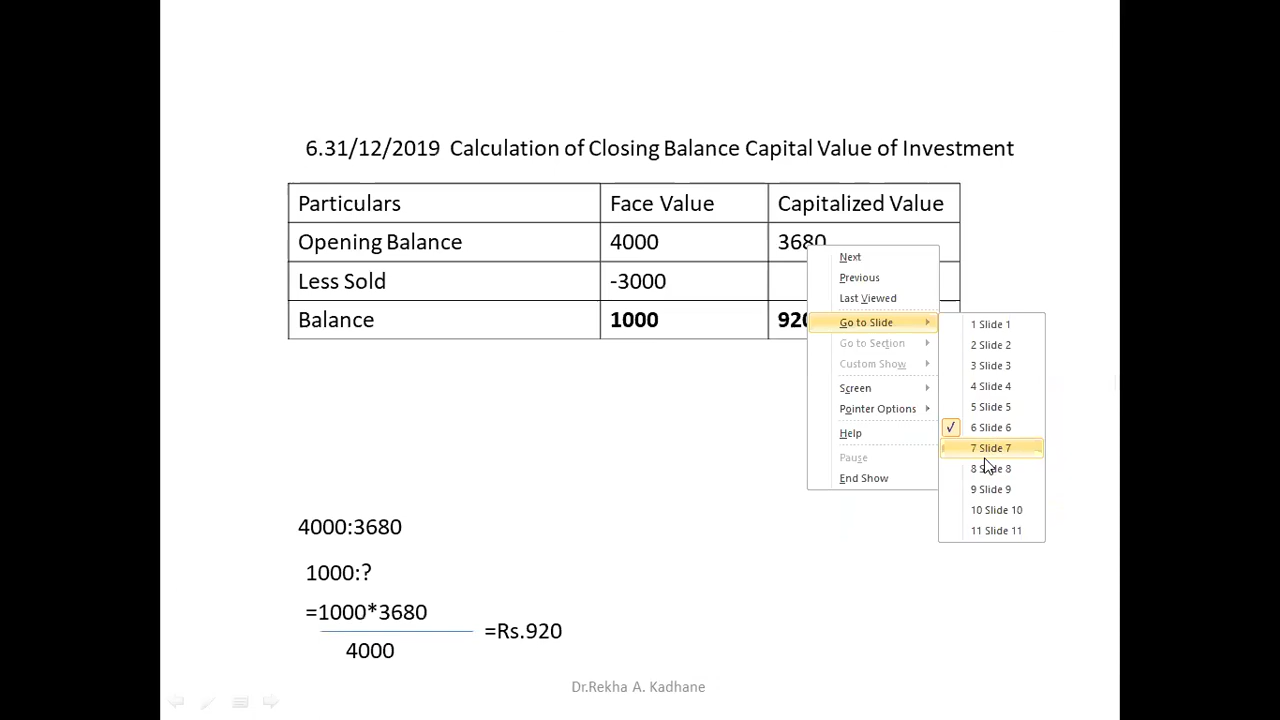 6.31/12/2019 Calculation of Closing Balance Capital Value of Investment
Particulars Face Value Capitalized Value
Opening Balance 4000 3680
Less Sold -3000
Balance 1000 920
Next
Previous
Last Viewed
Go to Slide
Go to Section
Custom Show
Screen
Pointer Options
Help
Pause
End Show
1 Slide 1
2 Slide 2
3 Slide 3
4 Slide 4
5 Slide 5
6 Slide 6
7 Slide 7
8 Slide 8
9 Slide 9
10 Slide 10
11 Slide 11
4000:3680
1000:?
=1000*3680
=Rs.920
4000
Dr.Rekha A. Kadhane